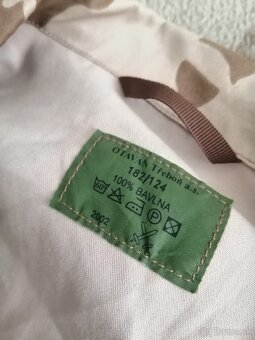 OTAVAN Třeboň a.s.
182/124
100% BAVLNA
2002